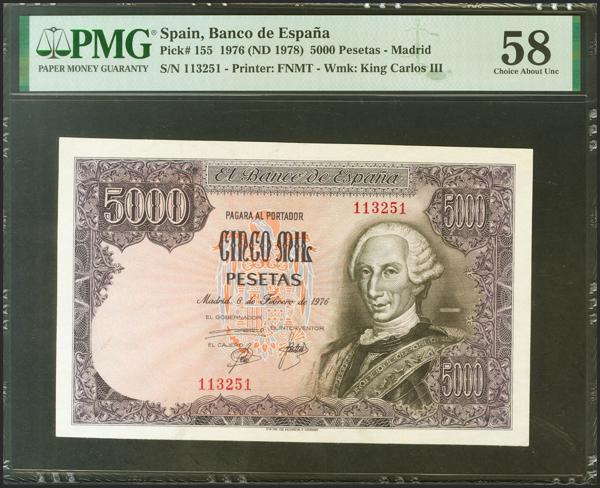 PMG®
PAPER MONEY GUARANTY
Spain, Banco de España
Pick# 155 1976 (ND 1978) 5000 Pesetas - Madrid
S/N 113251 - Printer: FNMT - Wmk: King Carlos III
58
Choice About Unc
El Banco de España
5000
5000
PAGARA AL PORTADOR
113251
CINCO MIL
PESETAS
Madrid, 6 de Febrero de 1976
EL GOBERNADOR
EL INTERVENTOR
EL CAJERO
113251
5000